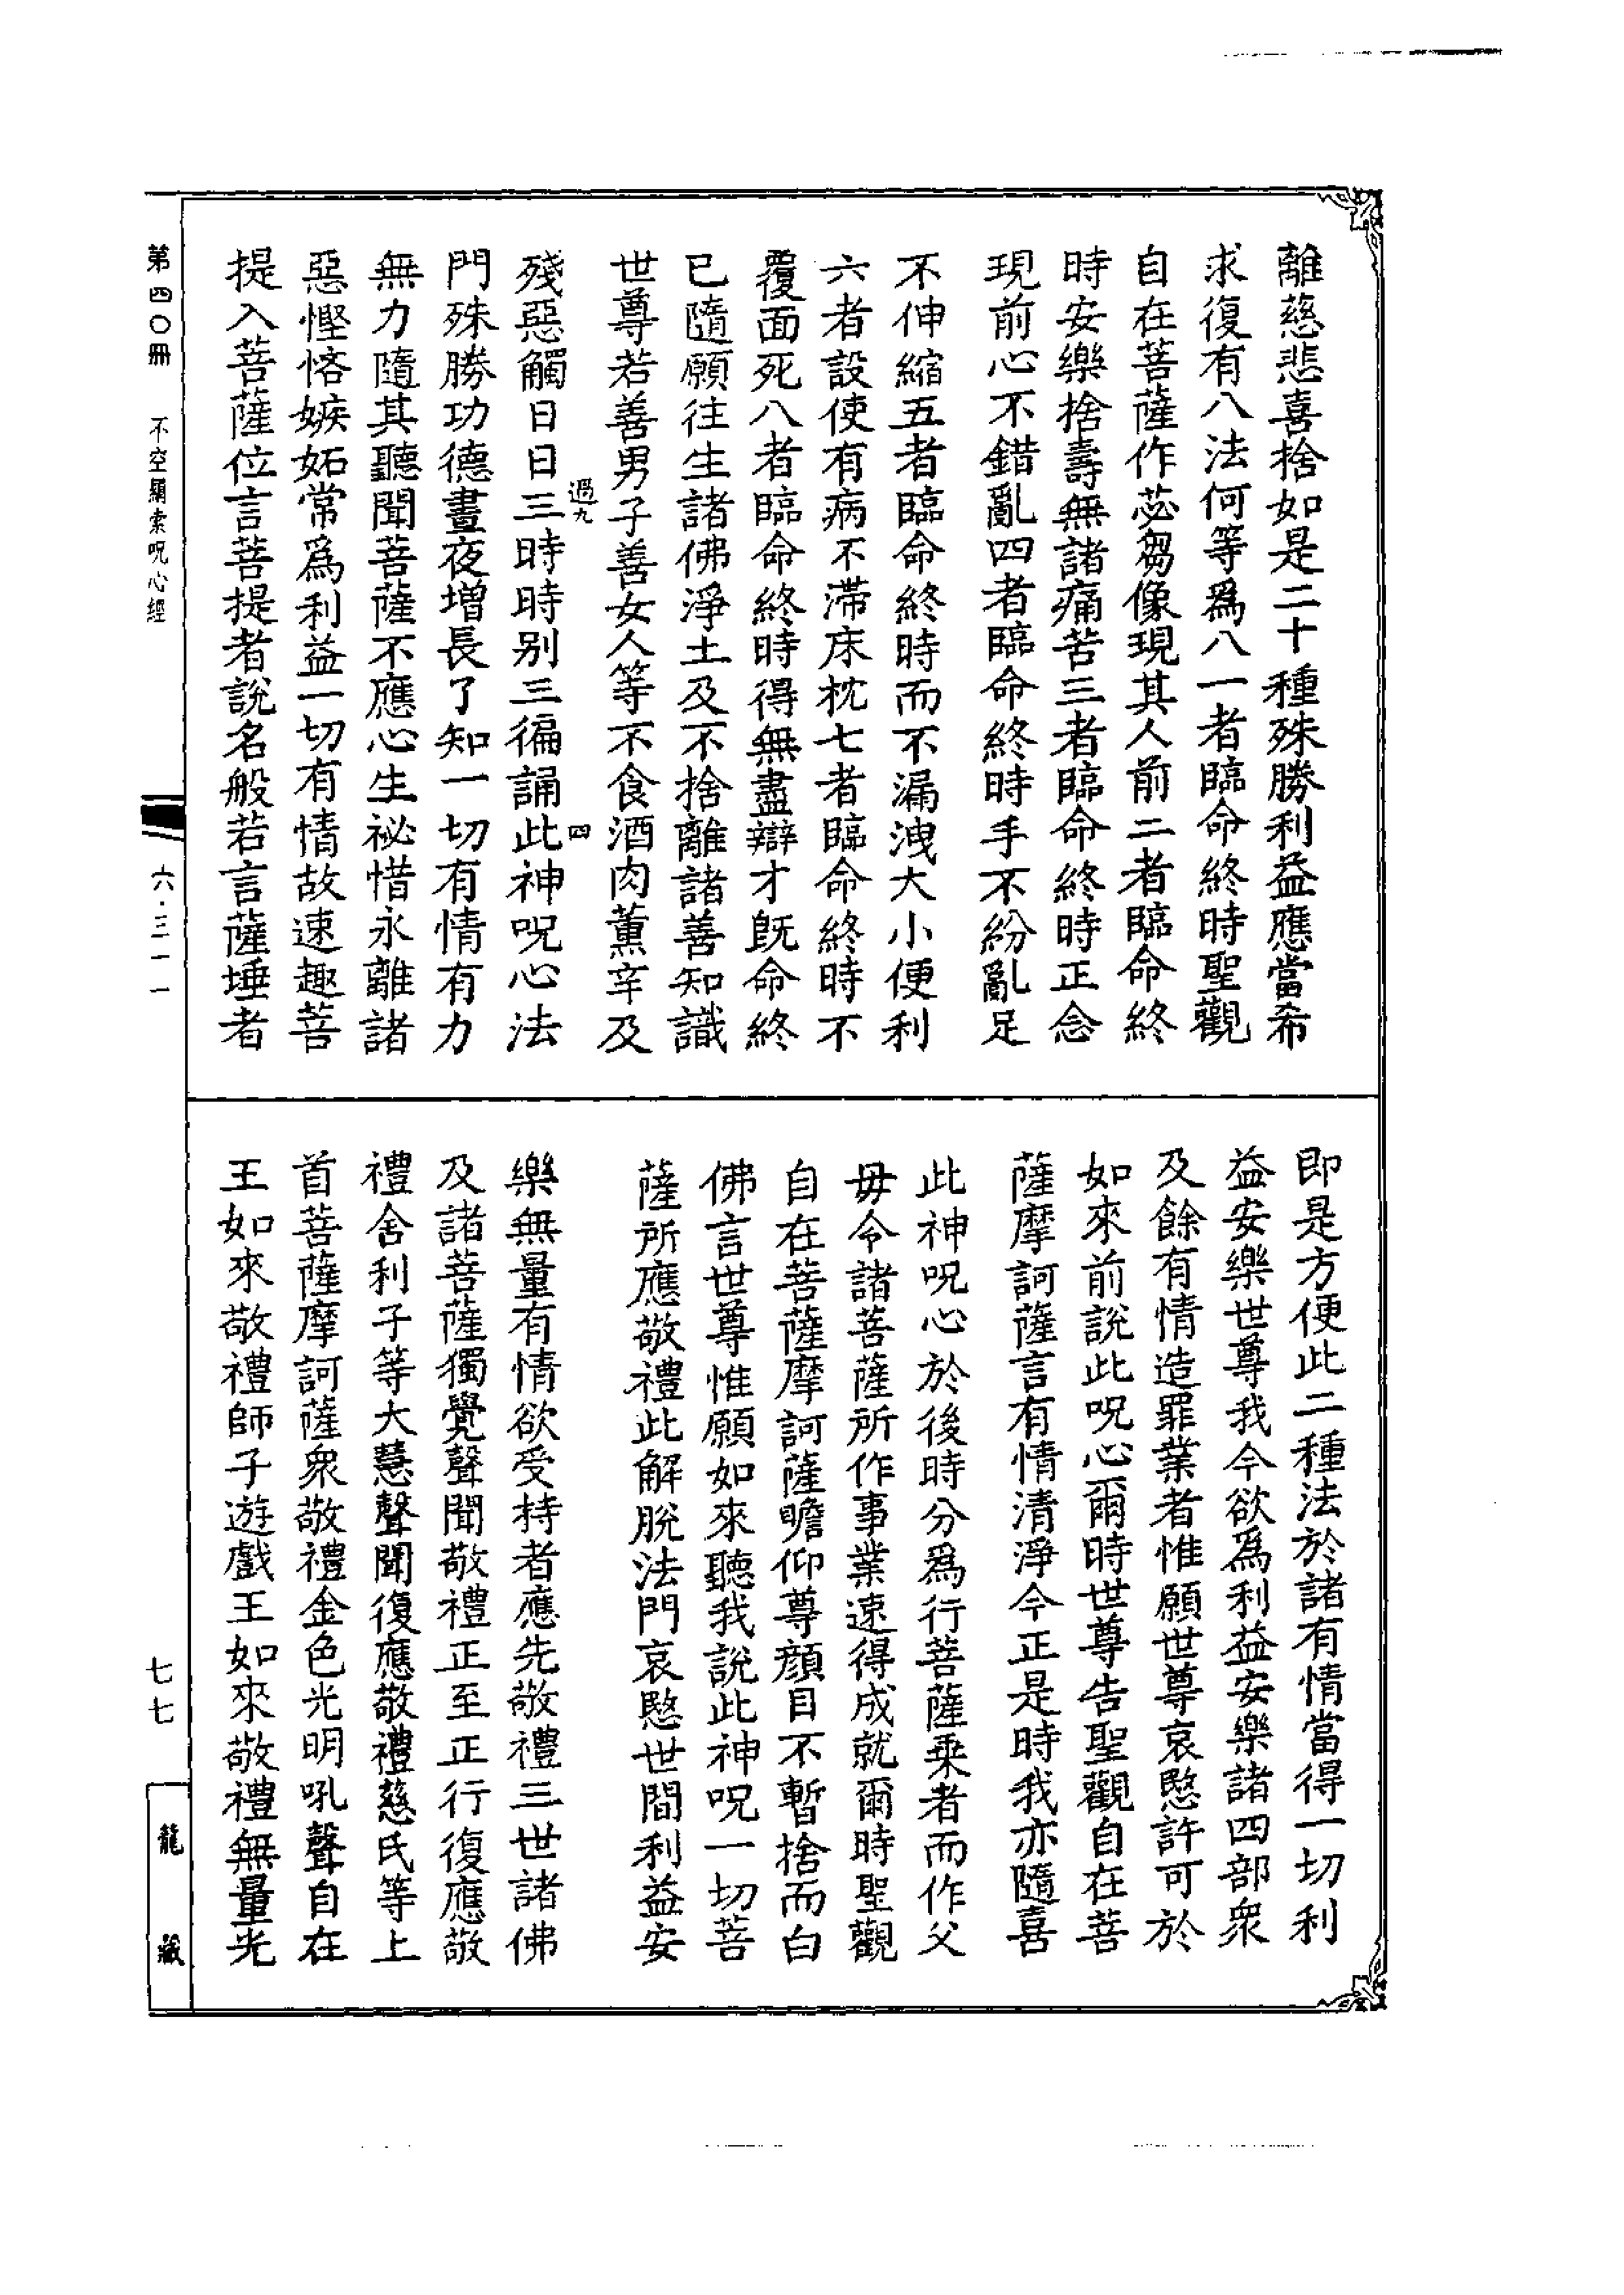 離慈悲喜捨如是二十種殊勝利益應當希
求復有八法何等爲八一者臨命終時聖觀
自在菩薩作苾芻像現其人前二者臨命終
時安樂捨壽無諸痛苦三者臨命終時正念
現前心不錯亂四者臨命終時手不紛亂足
不伸縮五者臨命終時而不漏洩大小便利
六者設使有病不滯床枕七者臨命終時不
覆面死八者臨命終時得無盡辯才既命終
已隨願往生諸佛淨土及不捨離諸善知識
世尊若善男子善女人等不食酒肉薰辛及
過九
四
殘惡觸日日三時時別三徧誦此神呪心法
門殊勝功德晝夜增長了知一切有情有力
無力隨其聽聞菩薩不應心生祕惜永離諸
惡慳悋嫉妬常爲利益一切有情故速趣菩
提入菩薩位言菩提者說名般若言薩埵者
即是方便此二種法於諸有情當得一切利
益安樂世尊我今欲爲利益安樂諸四部衆
及餘有情造罪業者惟願世尊哀愍許可於
如來前說此呪心爾時世尊告聖觀自在菩
薩摩訶薩言有情清淨今正是時我亦隨喜
此神呪心於後時分爲行菩薩乘者而作父
毋令諸菩薩所作事業速得成就爾時聖觀
自在菩薩摩訶薩瞻仰尊顏目不暫捨而白
佛言世尊惟願如來聽我說此神呪一切菩
薩所應敬禮此解脫法門哀愍世間利益安
樂無量有情欲受持者應先敬禮三世諸佛
及諸菩薩獨覺聲聞敬禮正至正行復應敬
禮舍利子等大慧聲聞復應敬禮慈氏等上
首菩薩摩訶薩衆敬禮金色光明吼聲自在
王如來敬禮師子遊戲王如來敬禮無量光
第四〇冊 不空羂索呪心經
六·三一一
七七
龍藏